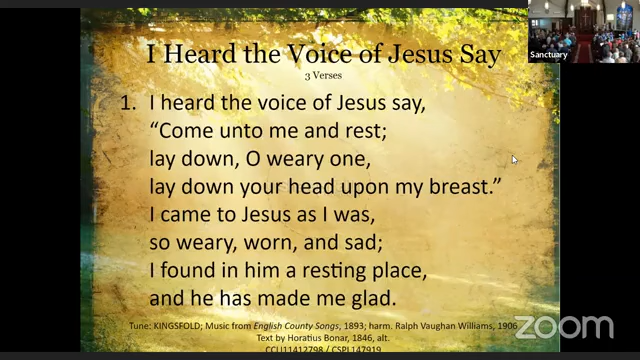 I Heard the Voice of Jesus Say
3 Verses
1. I heard the voice of Jesus say,
“Come unto me and rest;
lay down, O weary one,
lay down your head upon my breast.”
I came to Jesus as I was,
so weary, worn, and sad;
I found in him a resting place,
and he has made me glad.
Tune: KINGSFOLD; Music from English County Songs, 1893; harm. Ralph Vaughan Williams, 1906
Text by Horatius Bonar, 1846, alt.
CCLI11412798 / CSPL147919
Sanctuary
zoom